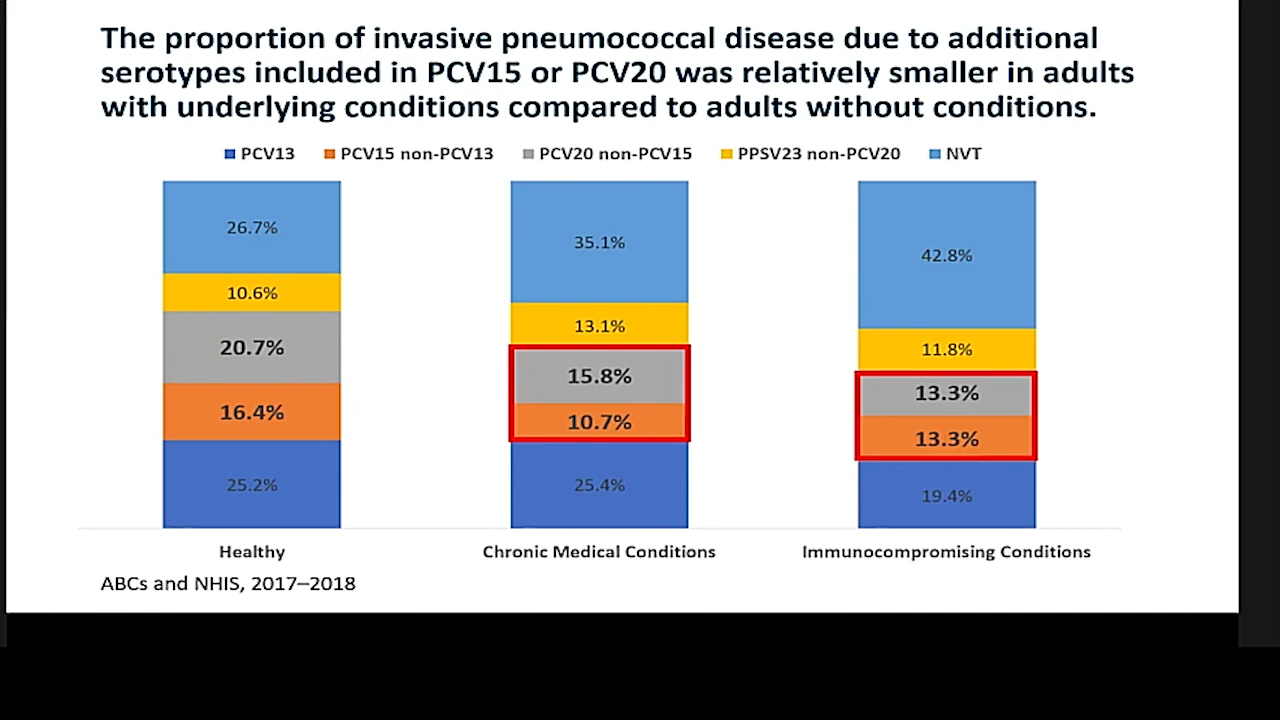 The proportion of invasive pneumococcal disease due to additional
serotypes included in PCV15 or PCV20 was relatively smaller in adults
with underlying conditions compared to adults without conditions.
PCV13 PCV15 non-PCV13 PCV20 non-PCV15 PPSV23 non-PCV20 NVT
26.7%
10.6%
20.7%
16.4%
25.2%
35.1%
13.1%
15.8%
10.7%
25.4%
42.8%
11.8%
13.3%
13.3%
19.4%
Healthy
Chronic Medical Conditions
Immunocompromising Conditions
ABCs and NHIS, 2017–2018